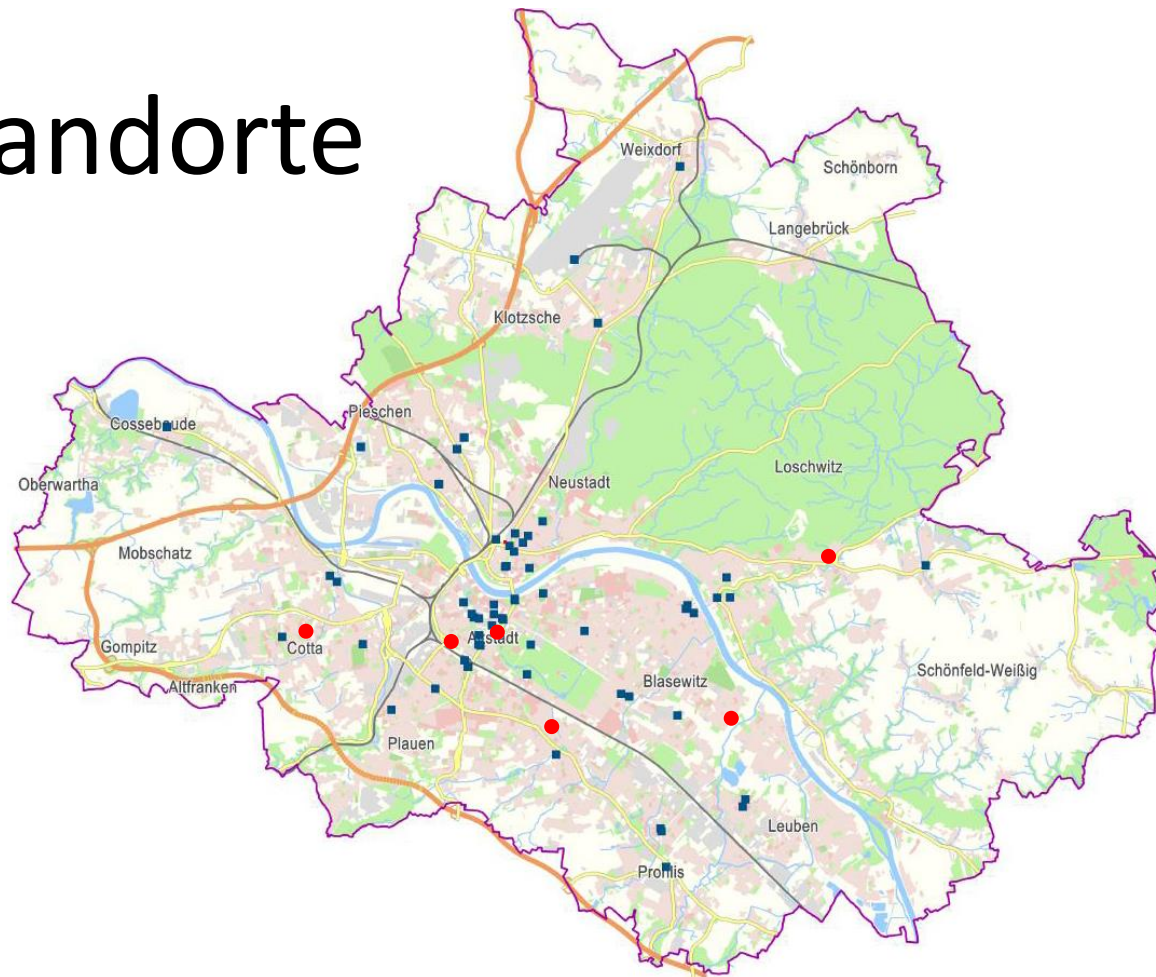 andorte
Weixdorf
Schönborn
Langebrück
Klotzsche
Pieschen
Cossebaude
Loschwitz
Oberwartha
Neustadt
Mobschatz
Altstadt
Gompitz
Cotta
Blasewitz
Schönfeld-Weißig
Altfranken
Plauen
Leuben
Prohlis